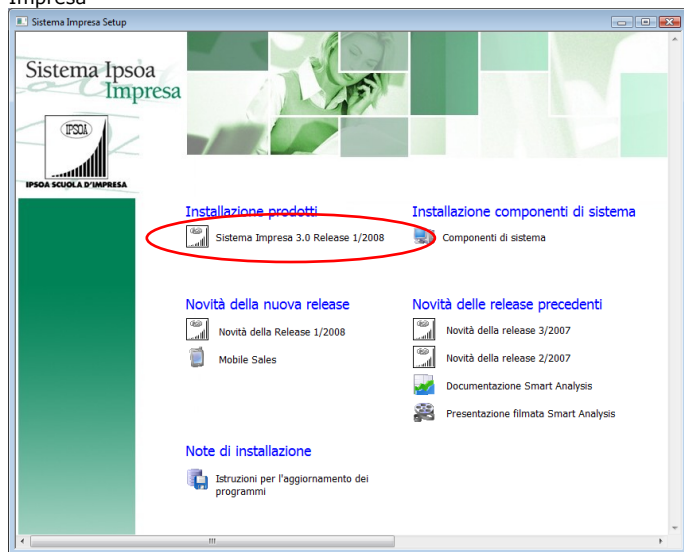 Impresa
Sistema Impresa Setup
Sistema Ipsoa
Impresa
IPSOA
IPSOA SCUOLA D'IMPRESA
Installazione prodotti
Sistema Impresa 3.0 Release 1/2008
Installazione componenti di sistema
Componenti di sistema
Novità della nuova release
Novità della Release 1/2008
Mobile Sales
Novità delle release precedenti
Novità della release 3/2007
Novità della release 2/2007
Documentazione Smart Analysis
Presentazione filmata Smart Analysis
Note di installazione
Istruzioni per l'aggiornamento dei
programmi